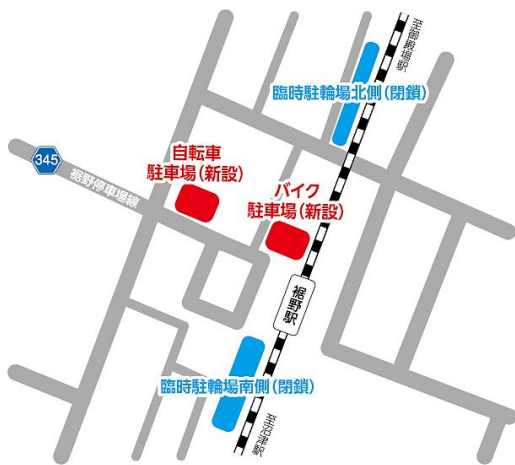 至御殿場駅
臨時駐輪場北側(閉鎖)
自転車
駐車場(新設)
345
裾野停車場線
バイク
駐車場(新設)
裾野駅
臨時駐輪場南側(閉鎖)
至沼津駅